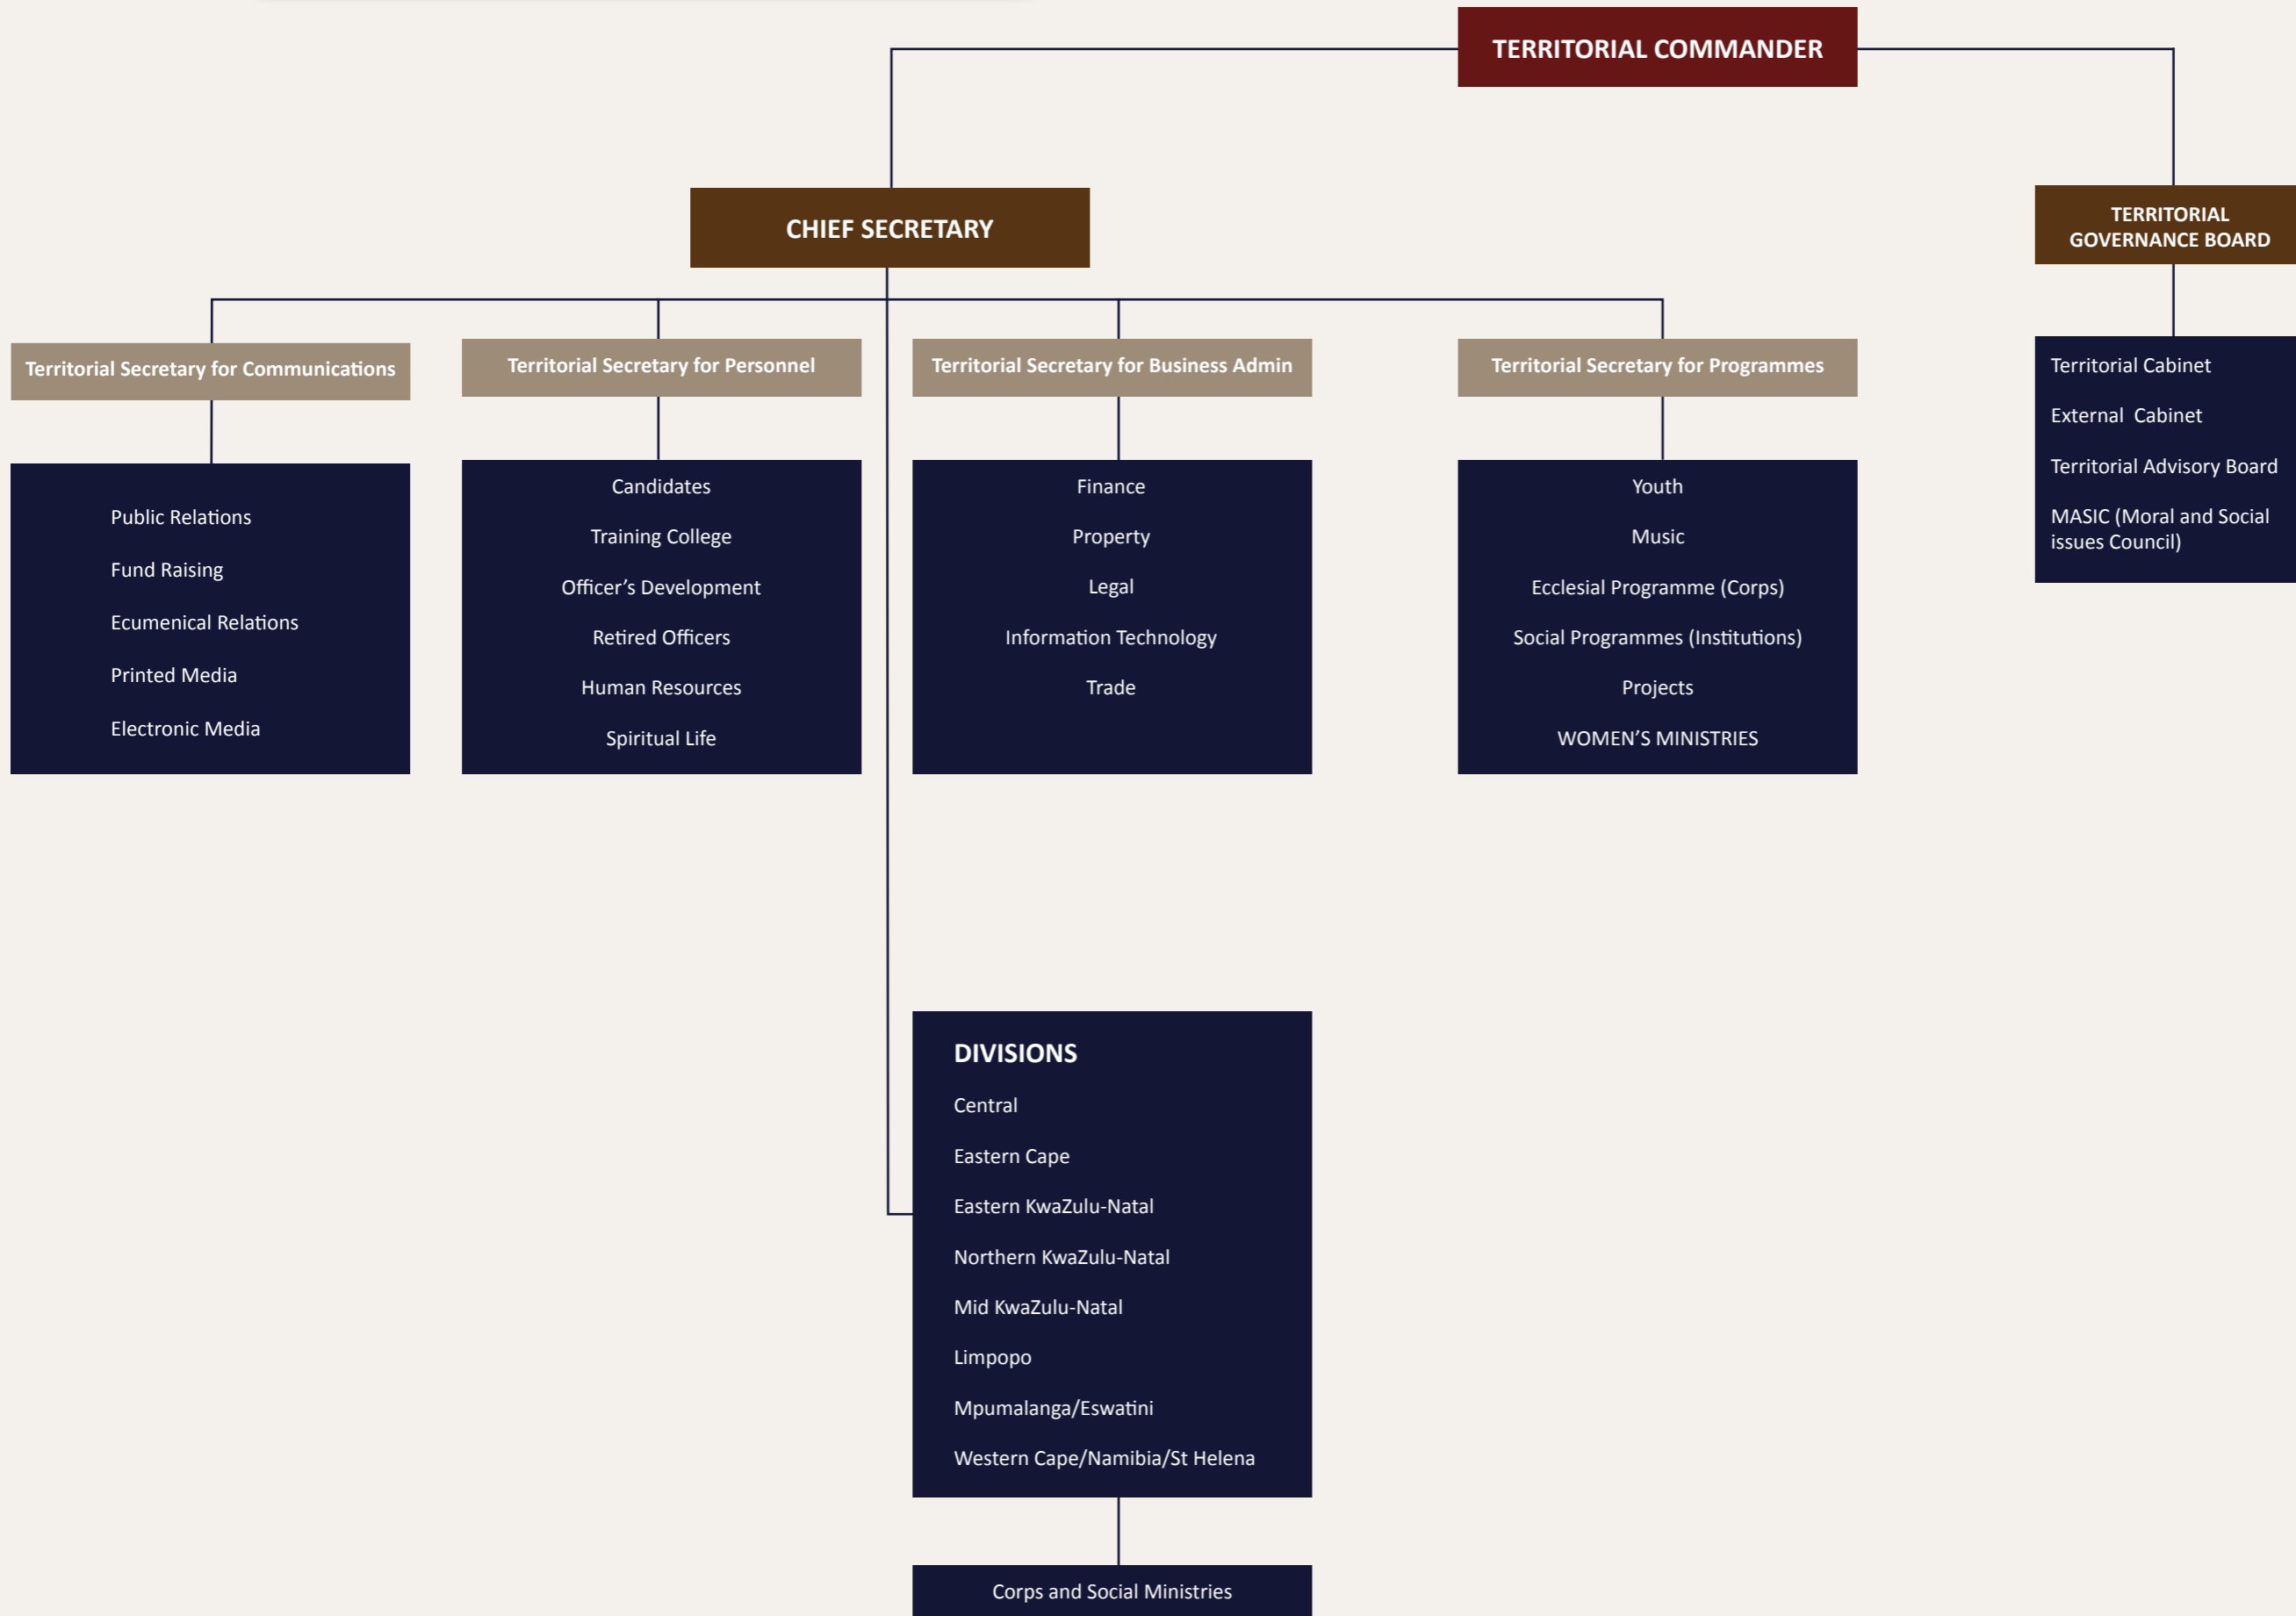 TERRITORIAL COMMANDER
CHIEF SECRETARY
TERRITORIAL
GOVERNANCE BOARD
Territorial Secretary for Communications
Public Relations
Fund Raising
Ecumenical Relations
Printed Media
Electronic Media
Territorial Secretary for Personnel
Candidates
Training College
Officer’s Development
Retired Officers
Human Resources
Spiritual Life
Territorial Secretary for Business Admin
Finance
Property
Legal
Information Technology
Trade
Territorial Secretary for Programmes
Youth
Music
Ecclesial Programme (Corps)
Social Programmes (Institutions)
Projects
WOMEN’S MINISTRIES
Territorial Cabinet
External Cabinet
Territorial Advisory Board
MASIC (Moral and Social
issues Council)
DIVISIONS
Central
Eastern Cape
Eastern KwaZulu-Natal
Northern KwaZulu-Natal
Mid KwaZulu-Natal
Limpopo
Mpumalanga/Eswatini
Western Cape/Namibia/St Helena
Corps and Social Ministries